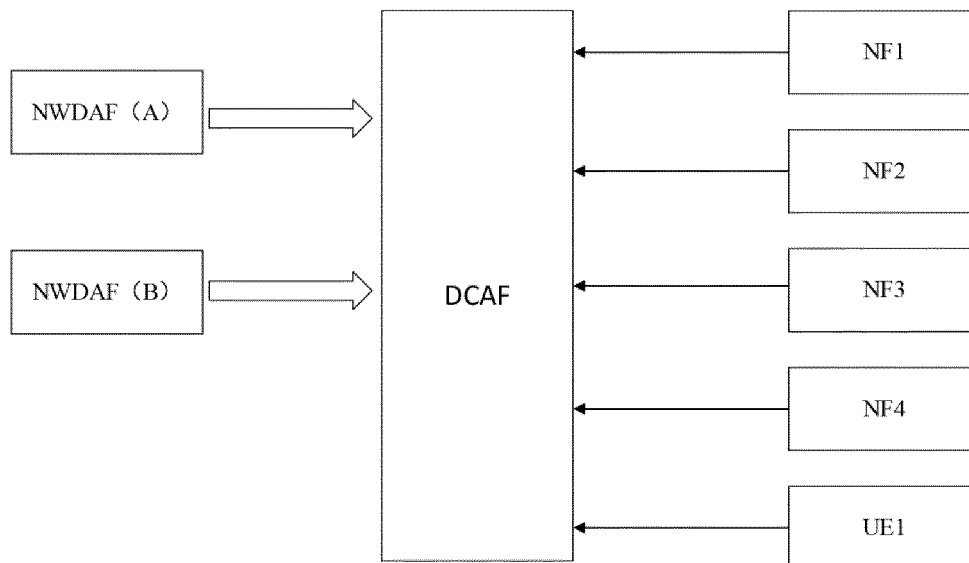 NWDAF（A）
NWDAF（B）
DCAF
NF1
NF2
NF3
NF4
UE1